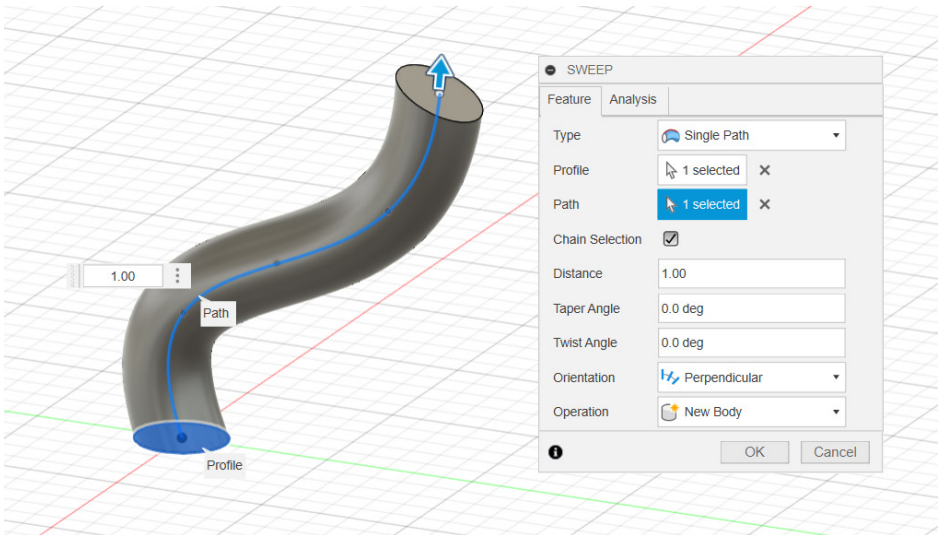 SWEEP
Feature Analysis
Type Single Path
Profile 1 selected
Path 1 selected
Chain Selection
Distance 1.00
Taper Angle 0.0 deg
Twist Angle 0.0 deg
Orientation Perpendicular
Operation New Body
OK Cancel
1.00
Path
Profile